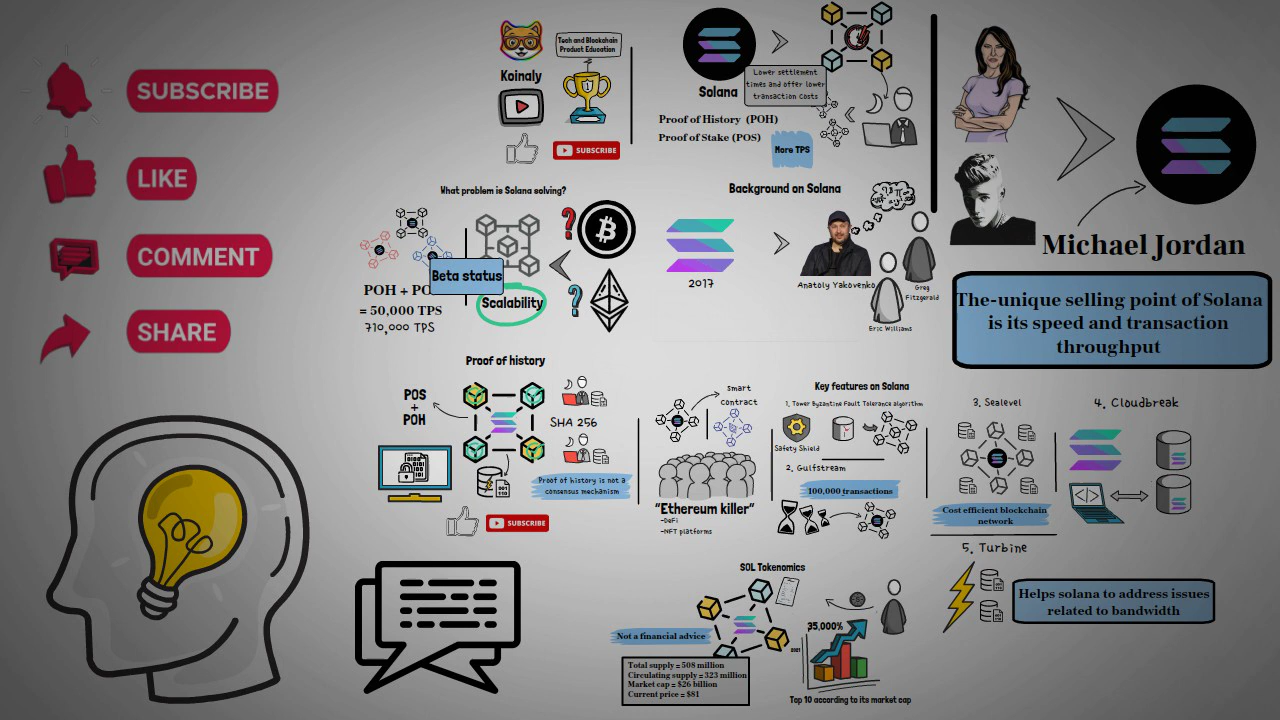 SUBSCRIBE
LIKE
COMMENT
SHARE
Koinaly
Tech and Blockchain
Product Education
SUBSCRIBE
Solana
Lower settlement
times and offer lower
transaction costs
Proof of History (POH)
Proof of Stake (POS)
More TPS
Michael Jordan
The-unique selling point of Solana
is its speed and transaction
throughput
What problem is Solana solving?
Beta status
POH + PO
= 50,000 TPS
710,000 TPS
Scalability
Background on Solana
2017
Anatoly Yakovenko
Greg
Fitzgerald
Eric Williams
Proof of history
POS
+
POH
SHA 256
Proof of history is not a
consensus mechanism
SUBSCRIBE
smart
contract
"Ethereum killer"
-DeFi
-NFT platforms
Key features on Solana
1. Tower Byzantine Fault Tolerance algorithm
Safety Shield
2. Gulfstream
100,000 transactions
3. Sealevel
Cost efficient blockchain
network
4. Cloudbreak
5. Turbine
Helps solana to address issues
related to bandwidth
SOL Tokenomics
Not a financial advice
Total supply = 508 million
Circulating supply = 323 million
Market cap = $26 billion
Current price = $81
35,000%
2021
Top 10 according to its market cap